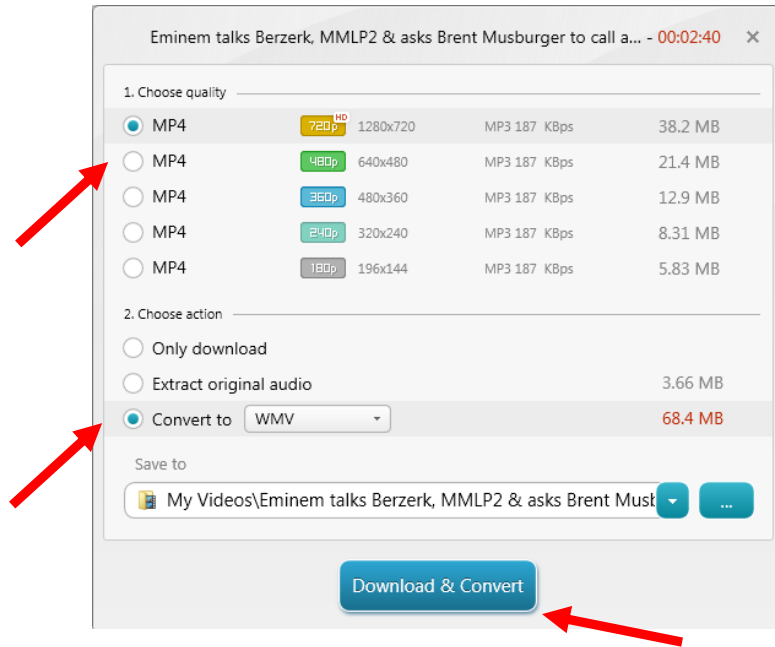 Eminem talks Berzerk, MMLP2 & asks Brent Musburger to call a... - 00:02:40
1. Choose quality
MP4 720p HD 1280x720 MP3 187 KBps 38.2 MB
MP4 480p 640x480 MP3 187 KBps 21.4 MB
MP4 360p 480x360 MP3 187 KBps 12.9 MB
MP4 240p 320x240 MP3 187 KBps 8.31 MB
MP4 180p 196x144 MP3 187 KBps 5.83 MB
2. Choose action
Only download
Extract original audio 3.66 MB
Convert to WMV 68.4 MB
Save to
My Videos\Eminem talks Berzerk, MMLP2 & asks Brent Must ...
Download & Convert